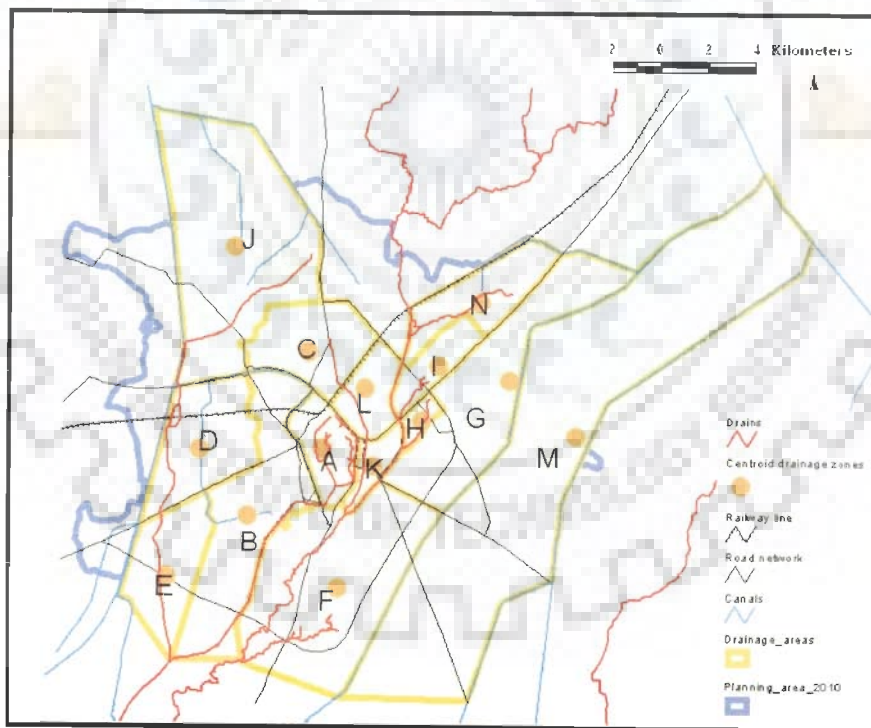 2 0 2 4 Kilometers
J
N
C
I
L
G
H
D
A
K
M
B
E
F
Drains
Centroid drainage zones
Railway line
Road network
Canals
Drainage_areas
Planning_area_2010